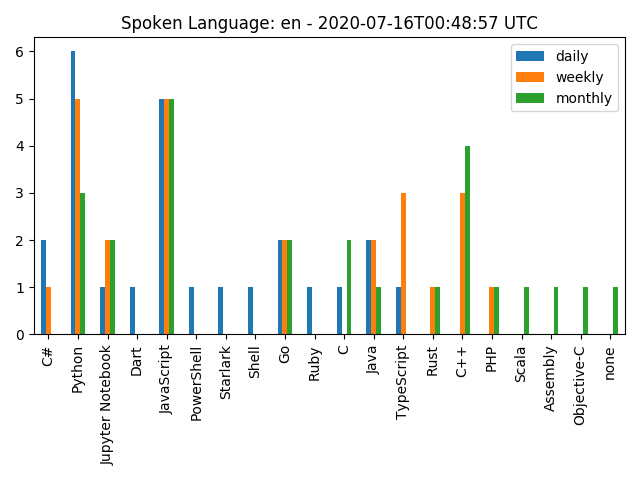 Spoken Language: en - 2020-07-16T00:48:57 UTC
daily
weekly
monthly
6
5
4
3
2
1
0
C#
Python
Jupyter Notebook
Dart
JavaScript
PowerShell
Starlark
Shell
Go
Ruby
C
Java
TypeScript
Rust
C++
PHP
Scala
Assembly
Objective-C
none